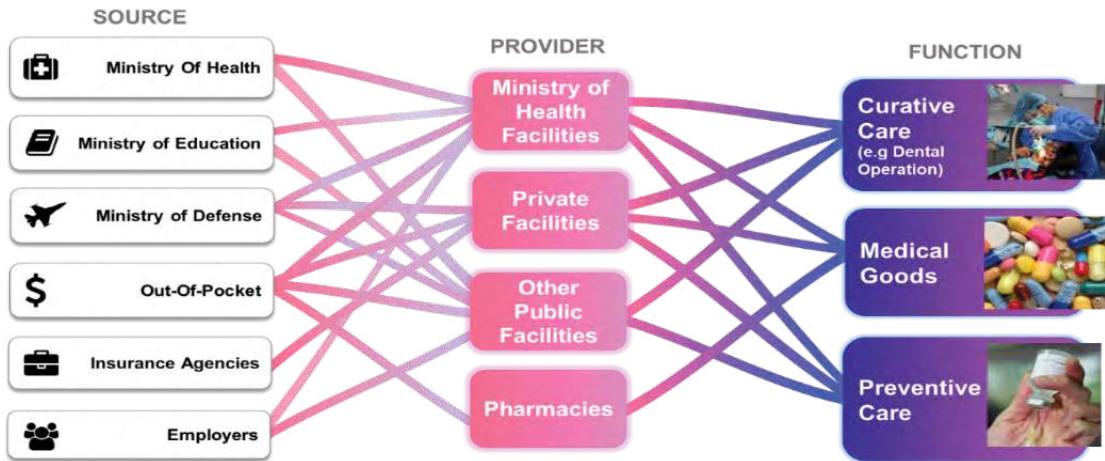 SOURCE
Ministry Of Health
Ministry of Education
Ministry of Defense
Out-Of-Pocket
Insurance Agencies
Employers
PROVIDER
Ministry of
Health
Facilities
Private
Facilities
Other
Public
Facilities
Pharmacies
FUNCTION
Curative
Care
(e.g Dental
Operation)
Medical
Goods
Preventive
Care